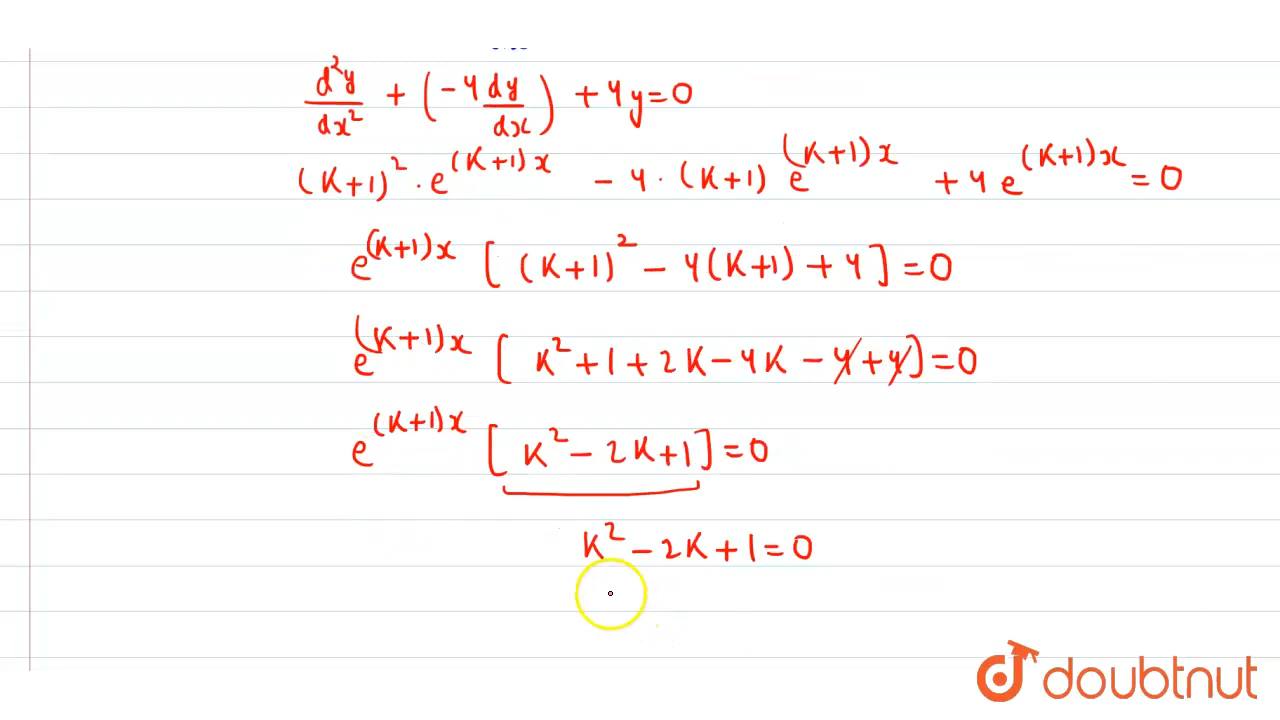 d²y/dx² + (-4 dy/dx) + 4y = 0
(K+1)² · e^(K+1)x - 4 · (K+1) e^(K+1)x + 4 e^(K+1)x = 0
e^(K+1)x [ (K+1)² - 4(K+1) + 4 ] = 0
e^(K+1)x [ K² + 1 + 2K - 4K - 4 + 4 ] = 0
e^(K+1)x [ K² - 2K + 1 ] = 0
K² - 2K + 1 = 0
doubtnut